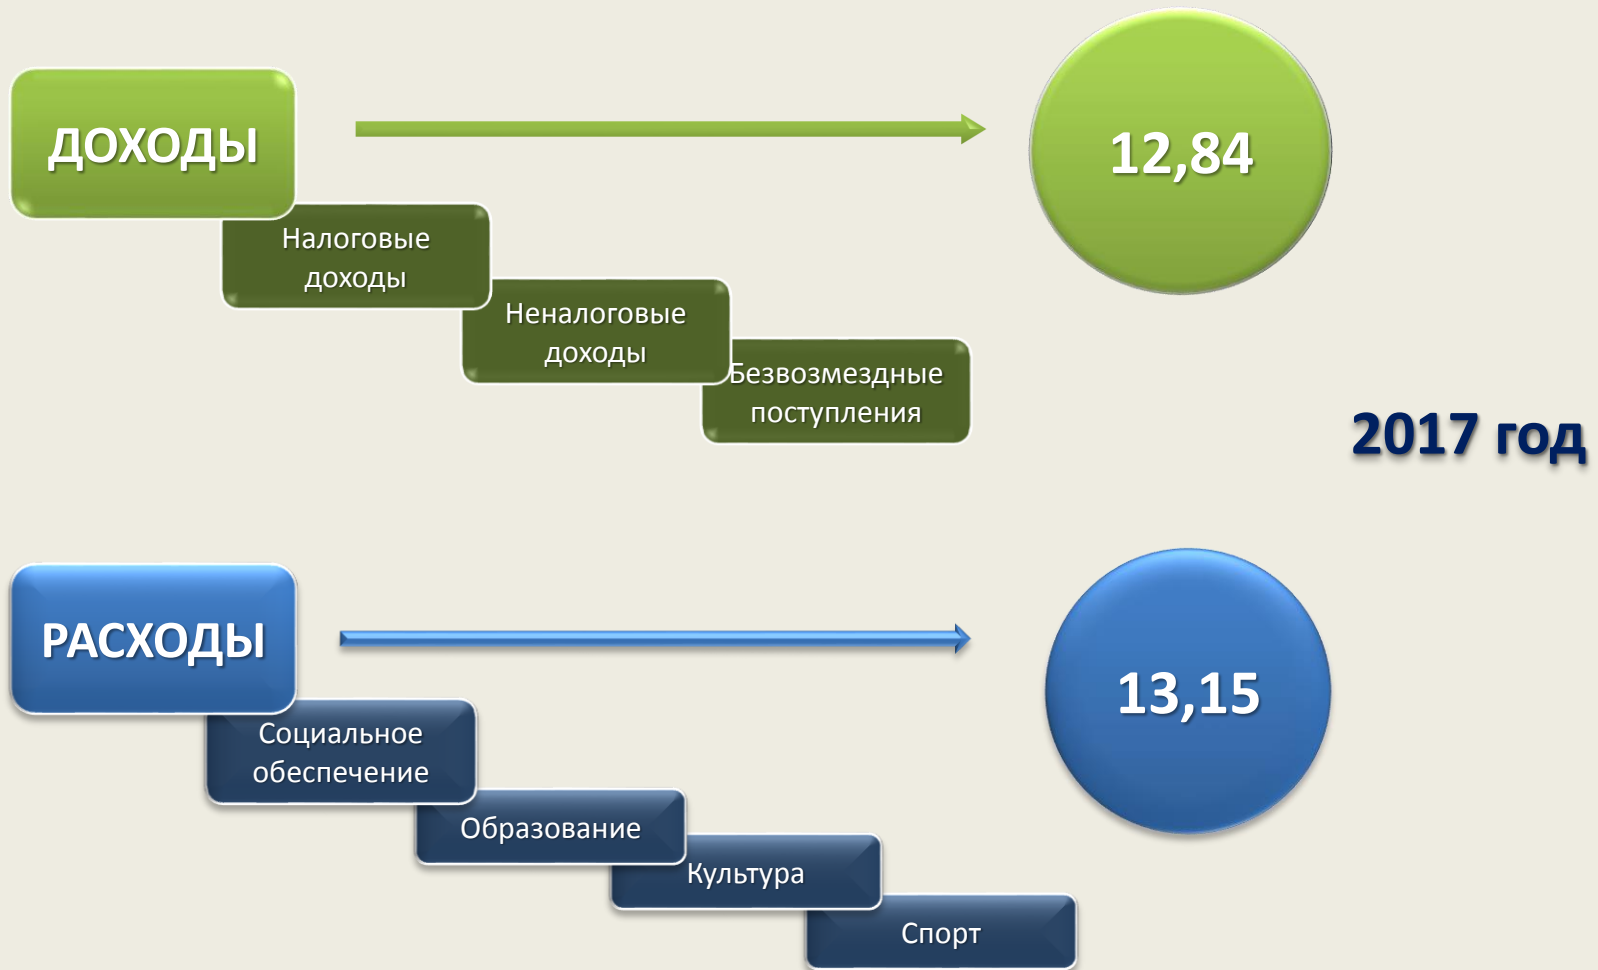 ДОХОДЫ
12,84
Налоговые
доходы
Неналоговые
доходы
Безвозмездные
поступления
2017 год
РАСХОДЫ
13,15
Социальное
обеспечение
Образование
Культура
Спорт